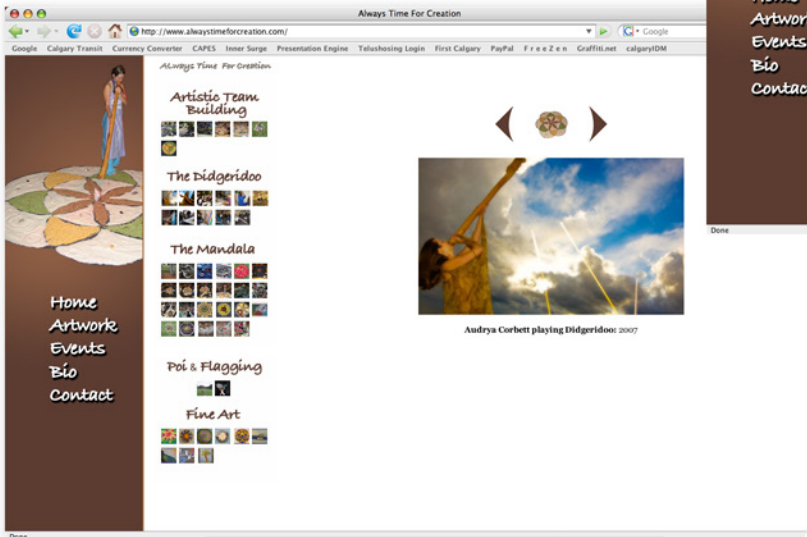 Always Time For Creation
http://www.alwaystimeforcreation.com/
Google
Google Calgary Transit Currency Converter CAPES Inner Surge Presentation Engine Telushosing Login First Calgary PayPal F r e e Z e n Graffiti.net calgaryIDM
ALways Time For Creation
Artistic Team
Building
The Didgeridoo
The Mandala
Poi & Flagging
Fine Art
Home
Artwork
Events
Bio
Contact
Audrya Corbett playing Didgeridoo: 2007
Done
Home
Artwor
Events
Bio
Contac
Done